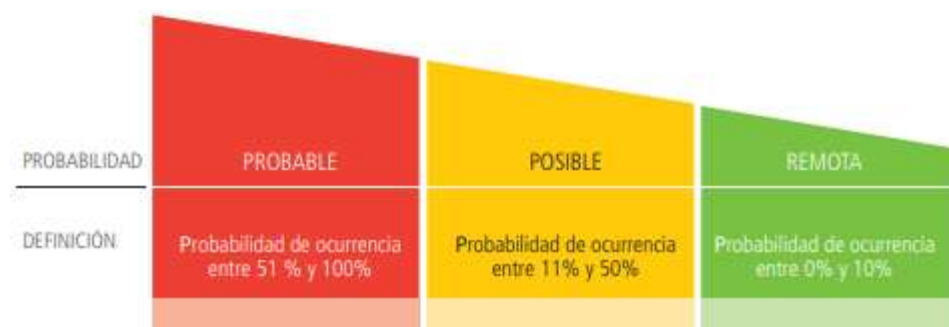 PROBABILIDAD
PROBABLE
POSIBLE
REMOTA
DEFINICIÓN
Probabilidad de ocurrencia
entre 51 % y 100%
Probabilidad de ocurrencia
entre 11% y 50%
Probabilidad de ocurrencia
entre 0% y 10%